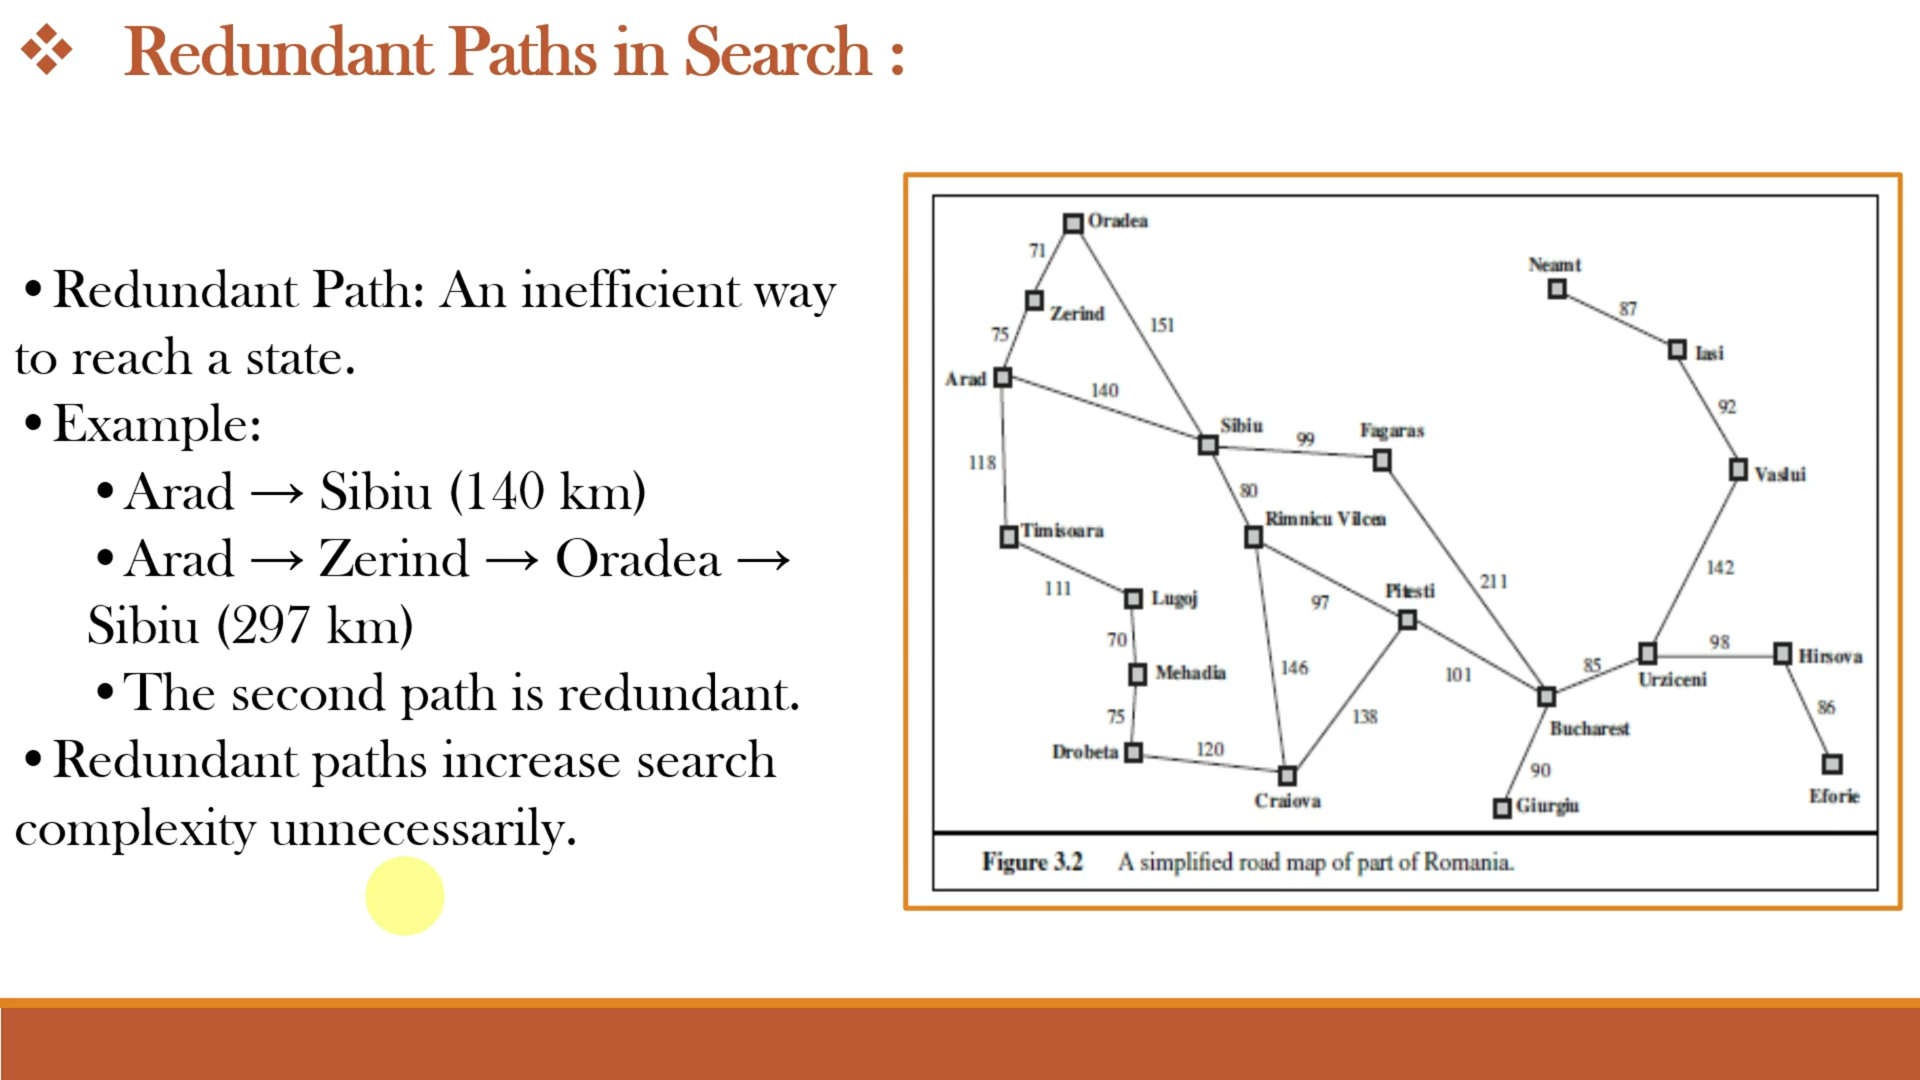 ❖ Redundant Paths in Search :
• Redundant Path: An inefficient way
to reach a state.
• Example:
• Arad → Sibiu (140 km)
• Arad → Zerind → Oradea →
Sibiu (297 km)
• The second path is redundant.
• Redundant paths increase search
complexity unnecessarily.
Oradea
71
Neamt
Zerind
87
75
151
Iasi
Arad
140
92
Sibiu
99
Fagaras
118
Vaslui
80
Rimnicu Vilcea
Timisoara
142
211
111
Lugoj
97
Pitesti
70
98
Hirsova
146
85
Mehadia
101
Urziceni
86
75
138
Bucharest
Drobeta
120
90
Craiova
Giurgiu
Eforie
Figure 3.2 A simplified road map of part of Romania.